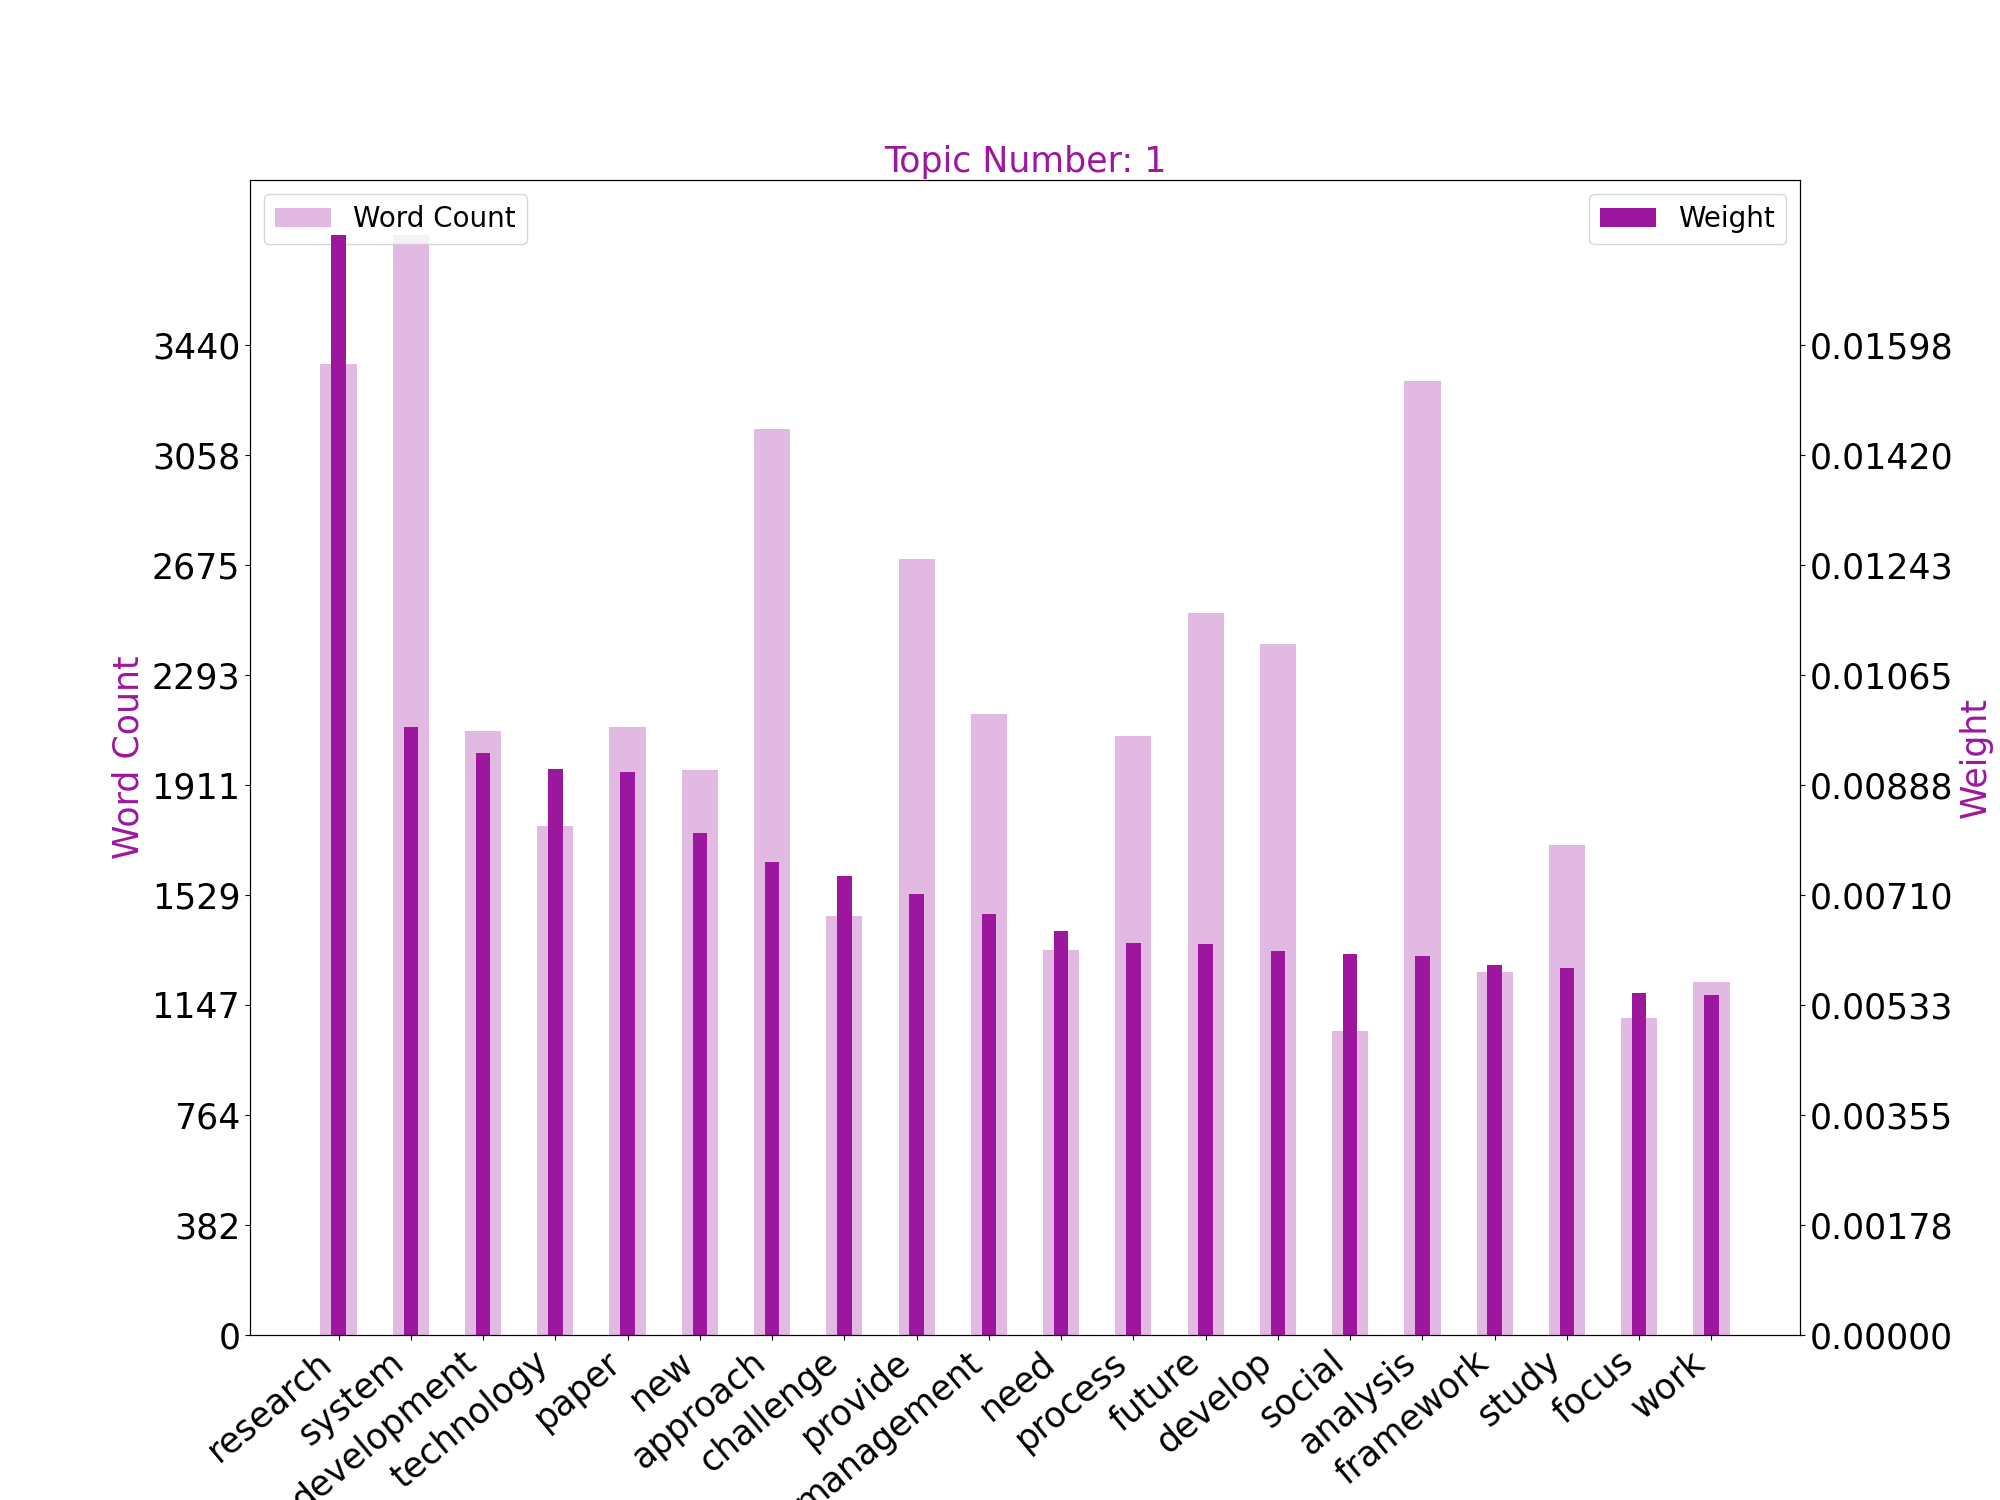 Topic Number: 1
Word Count
Weight
3440
3058
2675
2293
1911
1529
1147
764
382
0
Word Count
0.01598
0.01420
0.01243
0.01065
0.00888
0.00710
0.00533
0.00355
0.00178
0.00000
Weight
research
system
development
technology
paper
new
approach
challenge
provide
management
need
process
future
develop
social
analysis
framework
study
focus
work